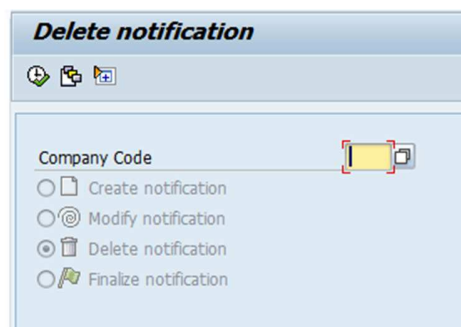 Delete notification
Company Code
Create notification
Modify notification
Delete notification
Finalize notification